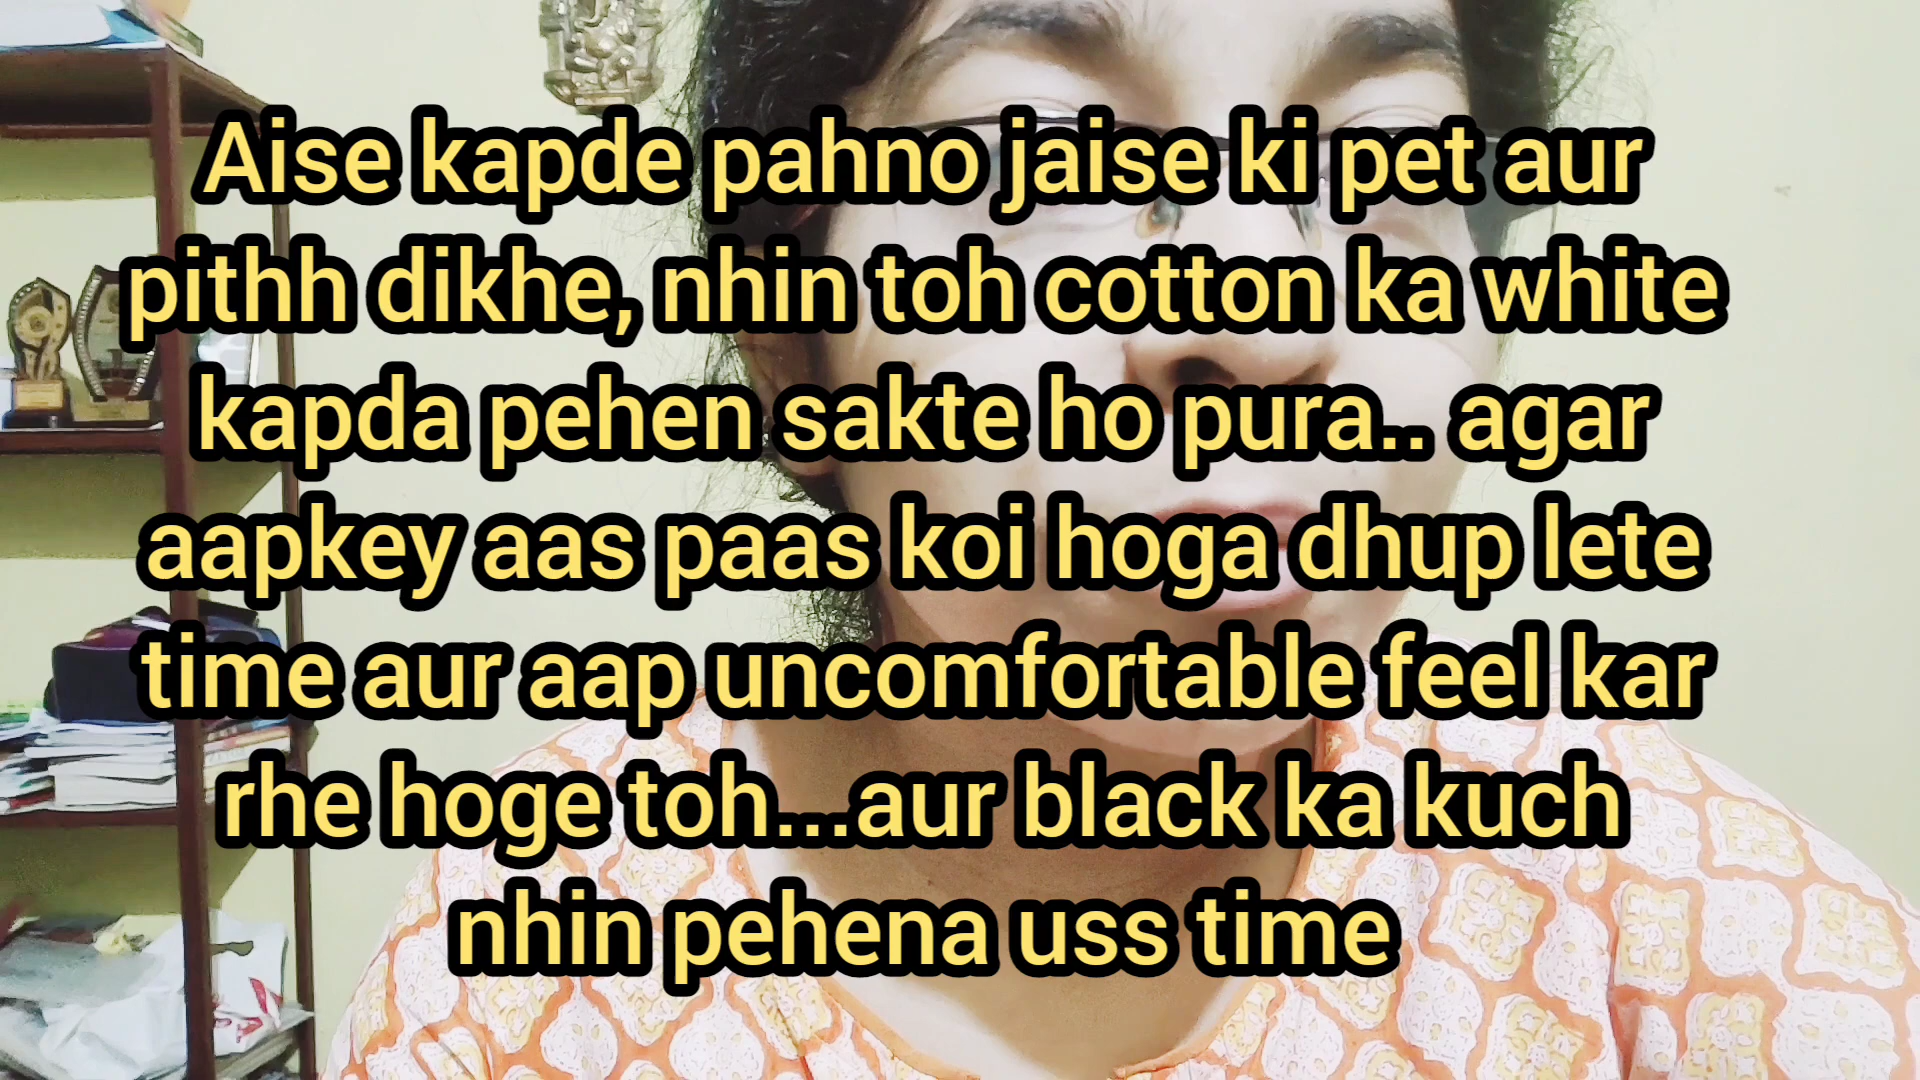 Aise kapde pahno jaise ki pet aur
pithh dikhe, nhin toh cotton ka white
kapda pehen sakte ho pura.. agar
aapkey aas paas koi hoga dhup lete
time aur aap uncomfortable feel kar
rhe hoge toh...aur black ka kuch
nhin pehena uss time